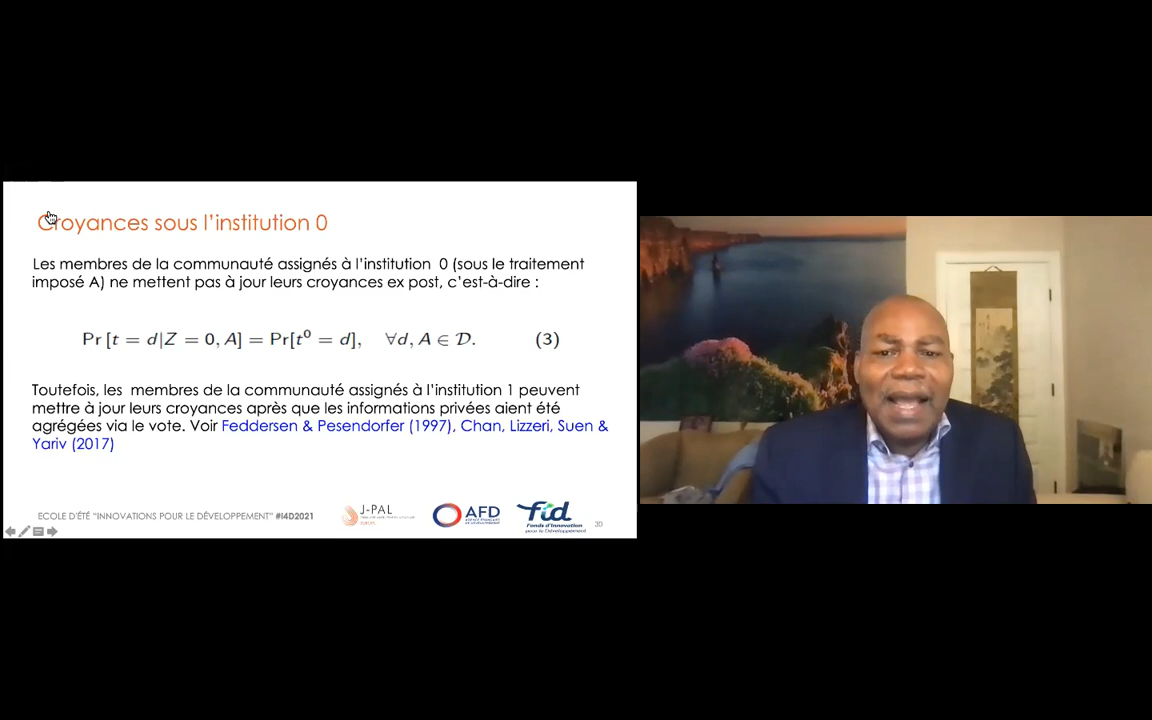 Croyances sous l'institution 0
Les membres de la communauté assignés à l'institution  0 (sous le traitement
imposé A) ne mettent pas à jour leurs croyances ex post, c'est-à-dire :
Pr [t = d|Z = 0, A] = Pr[t⁰ = d],    ∀d, A ∈ 𝒟.    (3)
Toutefois, les  membres de la communauté assignés à l'institution 1 peuvent
mettre à jour leurs croyances après que les informations privées aient été
agrégées via le vote. Voir Feddersen & Pesendorfer (1997), Chan, Lizzeri, Suen &
Yariv (2017)
ECOLE D'ÉTÉ "INNOVATIONS POUR LE DÉVELOPPEMENT" #I4D2021
J-PAL
AFD
fid
Fonds d'Innovation
pour le Développement
30